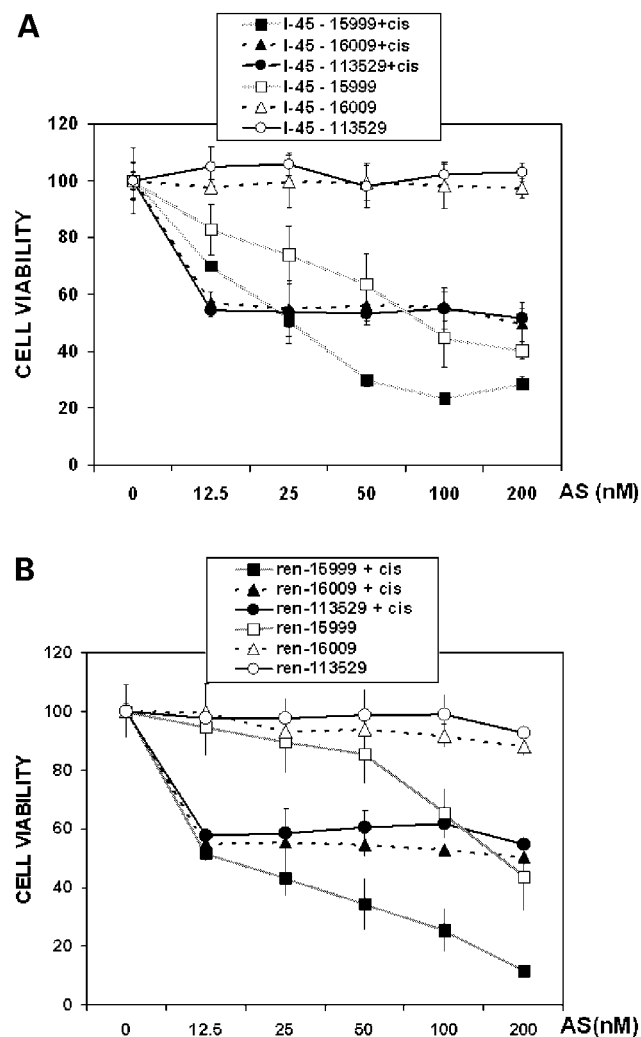 A
I-45 - 15999+cis
I-45 - 16009+cis
I-45 - 113529+cis
I-45 - 15999
I-45 - 16009
I-45 - 113529
CELL VIABILITY
120
100
80
60
40
20
0
0 12.5 25 50 100 200 AS (nM)
B
ren-15999 + cis
ren-16009 + cis
ren-113529 + cis
ren-15999
ren-16009
ren-113529
CELL VIABILITY
120
100
80
60
40
20
0
0 12.5 25 50 100 200 AS(nM)